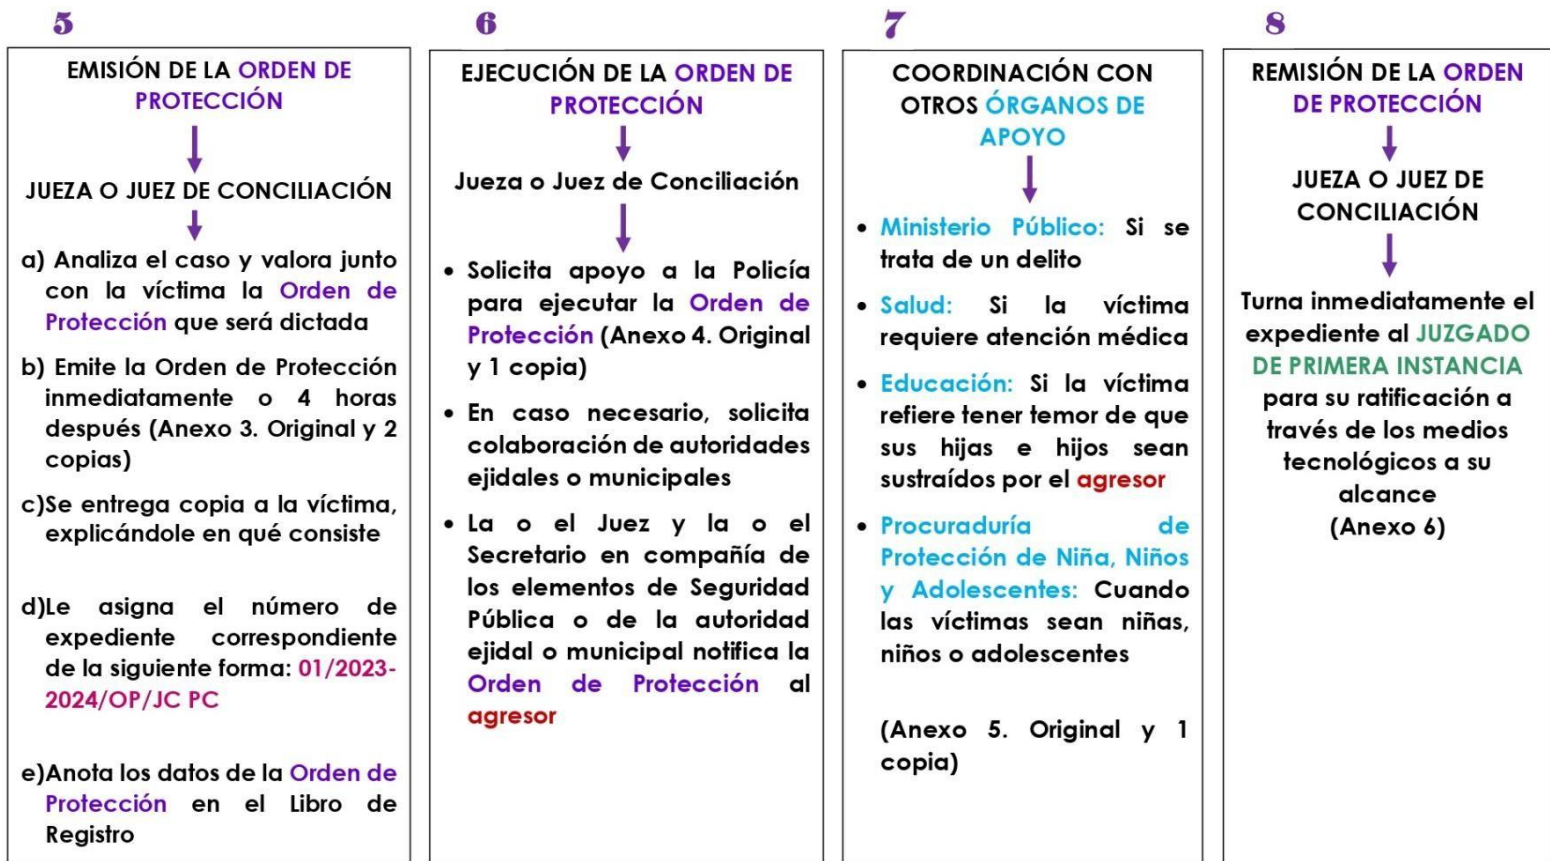 5
EMISIÓN DE LA ORDEN DE
PROTECCIÓN
JUEZA O JUEZ DE CONCILIACIÓN
a) Analiza el caso y valora junto
con la víctima la Orden de
Protección que será dictada
b) Emite la Orden de Protección
inmediatamente o 4 horas
después (Anexo 3. Original y 2
copias)
c)Se entrega copia a la víctima,
explicándole en qué consiste
d)Le asigna el número de
expediente correspondiente
de la siguiente forma: 01/2023-
2024/OP/JC PC
e)Anota los datos de la Orden de
Protección en el Libro de
Registro
6
EJECUCIÓN DE LA ORDEN DE
PROTECCIÓN
Jueza o Juez de Conciliación
• Solicita apoyo a la Policía
para ejecutar la Orden de
Protección (Anexo 4. Original
y 1 copia)
• En caso necesario, solicita
colaboración de autoridades
ejidales o municipales
• La o el Juez y la o el
Secretario en compañía de
los elementos de Seguridad
Pública o de la autoridad
ejidal o municipal notifica la
Orden de Protección al
agresor
7
COORDINACIÓN CON
OTROS ÓRGANOS DE
APOYO
• Ministerio Público: Si se
trata de un delito
• Salud: Si la víctima
requiere atención médica
• Educación: Si la víctima
refiere tener temor de que
sus hijas e hijos sean
sustraídos por el agresor
• Procuraduría de
Protección de Niña, Niños
y Adolescentes: Cuando
las víctimas sean niñas,
niños o adolescentes
(Anexo 5. Original y 1
copia)
8
REMISIÓN DE LA ORDEN
DE PROTECCIÓN
JUEZA O JUEZ DE
CONCILIACIÓN
Turna inmediatamente el
expediente al JUZGADO
DE PRIMERA INSTANCIA
para su ratificación a
través de los medios
tecnológicos a su
alcance
(Anexo 6)